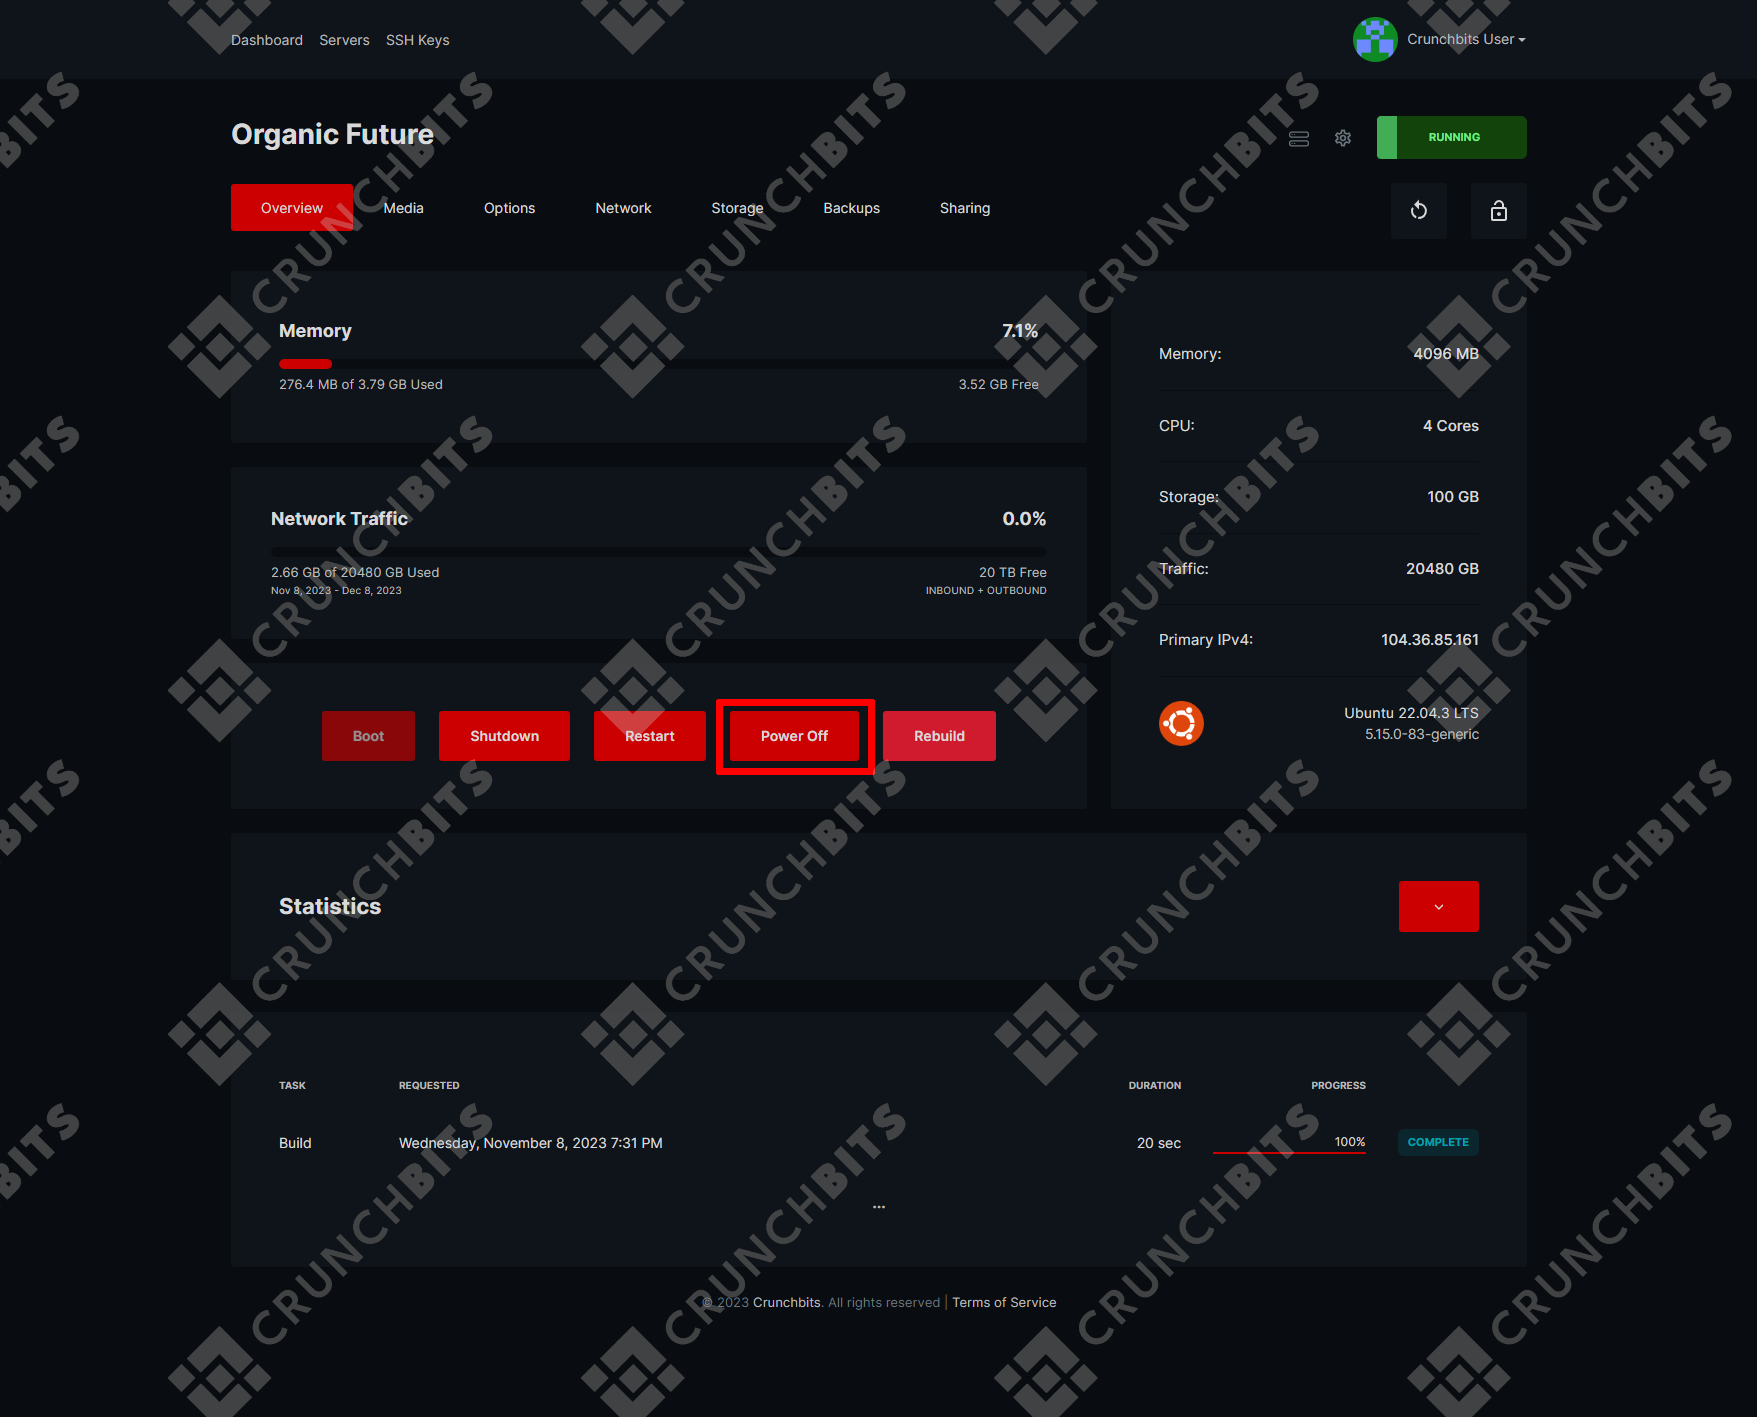 Dashboard Servers SSH Keys Crunchbits User
Organic Future RUNNING
Overview Media Options Network Storage Backups Sharing
Memory 7.1%
276.4 MB of 3.79 GB Used 3.52 GB Free
Network Traffic 0.0%
2.66 GB of 20480 GB Used 20 TB Free
Nov 8, 2023 - Dec 8, 2023 INBOUND + OUTBOUND
Boot Shutdown Restart Power Off Rebuild
Memory: 4096 MB
CPU: 4 Cores
Storage: 100 GB
Traffic: 20480 GB
Primary IPv4: 104.36.85.161
Ubuntu 22.04.3 LTS
5.15.0-83-generic
Statistics
TASK REQUESTED DURATION PROGRESS
Build Wednesday, November 8, 2023 7:31 PM 20 sec 100% COMPLETE
...
© 2023 Crunchbits. All rights reserved | Terms of Service
CRUNCHBITS